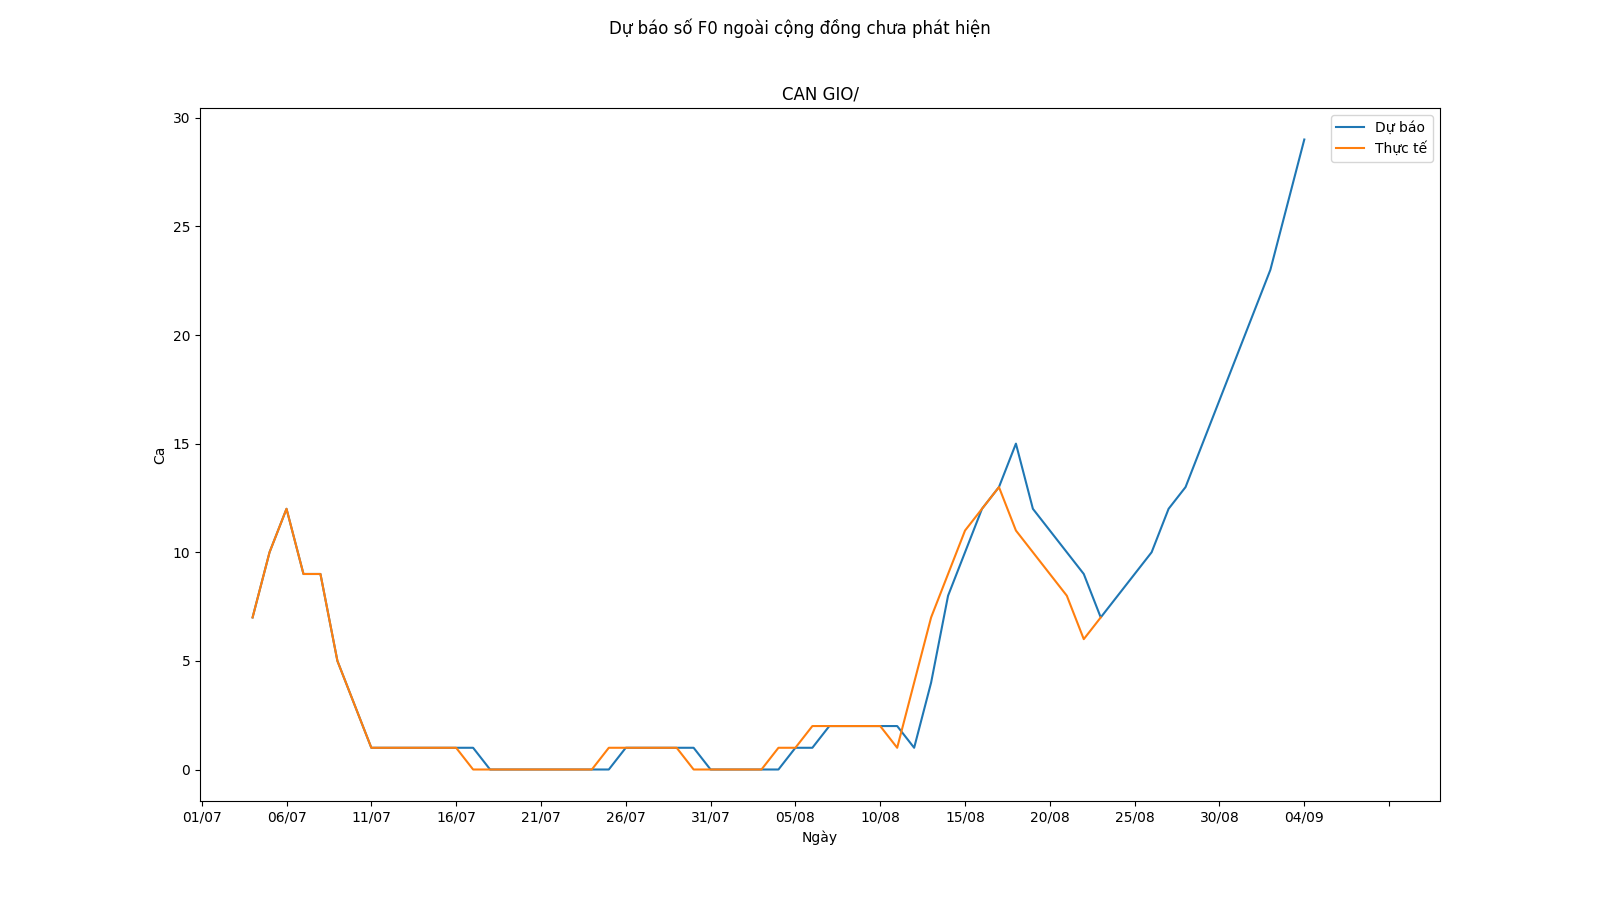 Dự báo số F0 ngoài cộng đồng chưa phát hiện
CAN GIO/
Dự báo
Thực tế
30
25
20
15
10
5
0
Ca
01/07 06/07 11/07 16/07 21/07 26/07 31/07 05/08 10/08 15/08 20/08 25/08 30/08 04/09
Ngày